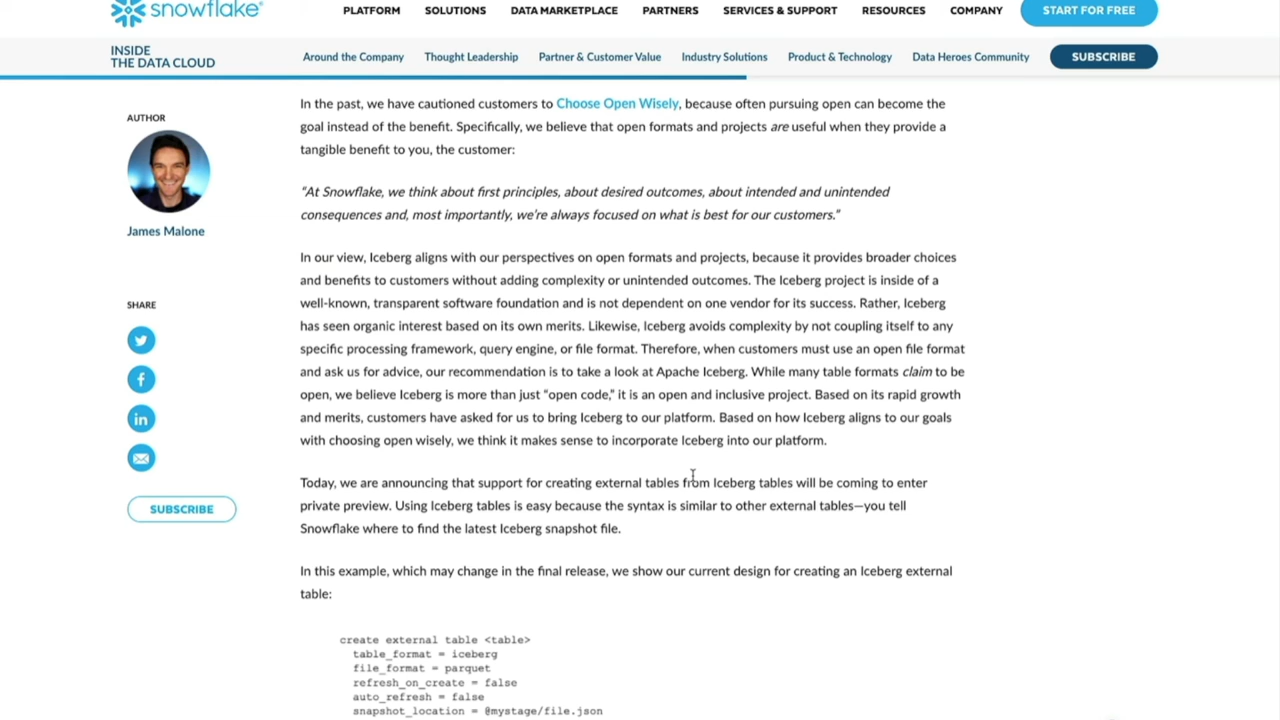 snowflake®
PLATFORM SOLUTIONS DATA MARKETPLACE PARTNERS SERVICES & SUPPORT RESOURCES COMPANY START FOR FREE
INSIDE
THE DATA CLOUD
Around the Company Thought Leadership Partner & Customer Value Industry Solutions Product & Technology Data Heroes Community SUBSCRIBE
AUTHOR
James Malone
SHARE
SUBSCRIBE
In the past, we have cautioned customers to Choose Open Wisely, because often pursuing open can become the
goal instead of the benefit. Specifically, we believe that open formats and projects are useful when they provide a
tangible benefit to you, the customer:
“At Snowflake, we think about first principles, about desired outcomes, about intended and unintended
consequences and, most importantly, we’re always focused on what is best for our customers.”
In our view, Iceberg aligns with our perspectives on open formats and projects, because it provides broader choices
and benefits to customers without adding complexity or unintended outcomes. The Iceberg project is inside of a
well-known, transparent software foundation and is not dependent on one vendor for its success. Rather, Iceberg
has seen organic interest based on its own merits. Likewise, Iceberg avoids complexity by not coupling itself to any
specific processing framework, query engine, or file format. Therefore, when customers must use an open file format
and ask us for advice, our recommendation is to take a look at Apache Iceberg. While many table formats claim to be
open, we believe Iceberg is more than just “open code,” it is an open and inclusive project. Based on its rapid growth
and merits, customers have asked for us to bring Iceberg to our platform. Based on how Iceberg aligns to our goals
with choosing open wisely, we think it makes sense to incorporate Iceberg into our platform.
Today, we are announcing that support for creating external tables from Iceberg tables will be coming to enter
private preview. Using Iceberg tables is easy because the syntax is similar to other external tables—you tell
Snowflake where to find the latest Iceberg snapshot file.
In this example, which may change in the final release, we show our current design for creating an Iceberg external
table:
create external table <table>
table_format = iceberg
file_format = parquet
refresh_on_create = false
auto_refresh = false
snapshot_location = @mystage/file.json